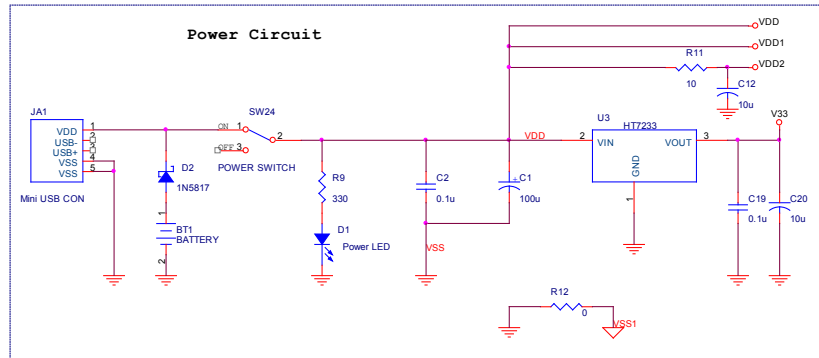 Power Circuit
VDD
VDD1
R11
VDD2
10
C12
10u
JA1
1
VDD
2
USB-
3
USB+
4
VSS
5
VSS
Mini USB CON
ON
1
SW24
2
OFF
3
POWER SWITCH
D2
1N5817
1
BT1
BATTERY
2
R9
330
D1
Power LED
C2
0.1u
VSS
+
C1
100u
VDD
U3
HT7233
2
VIN
VOUT
3
GND
1
V33
C19
0.1u
C20
10u
R12
0
VSS1